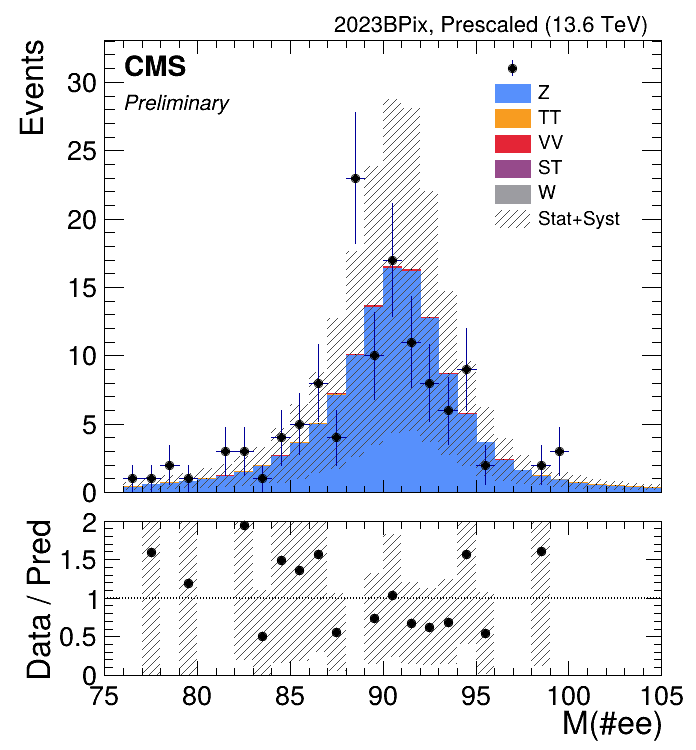 2023BPix, Prescaled (13.6 TeV)
CMS
Preliminary
Events
30
25
20
15
10
5
0
Z
TT
VV
ST
W
Stat+Syst
Data / Pred
2
1.5
1
0.5
0
75 80 85 90 95 100 105
M(#ee)